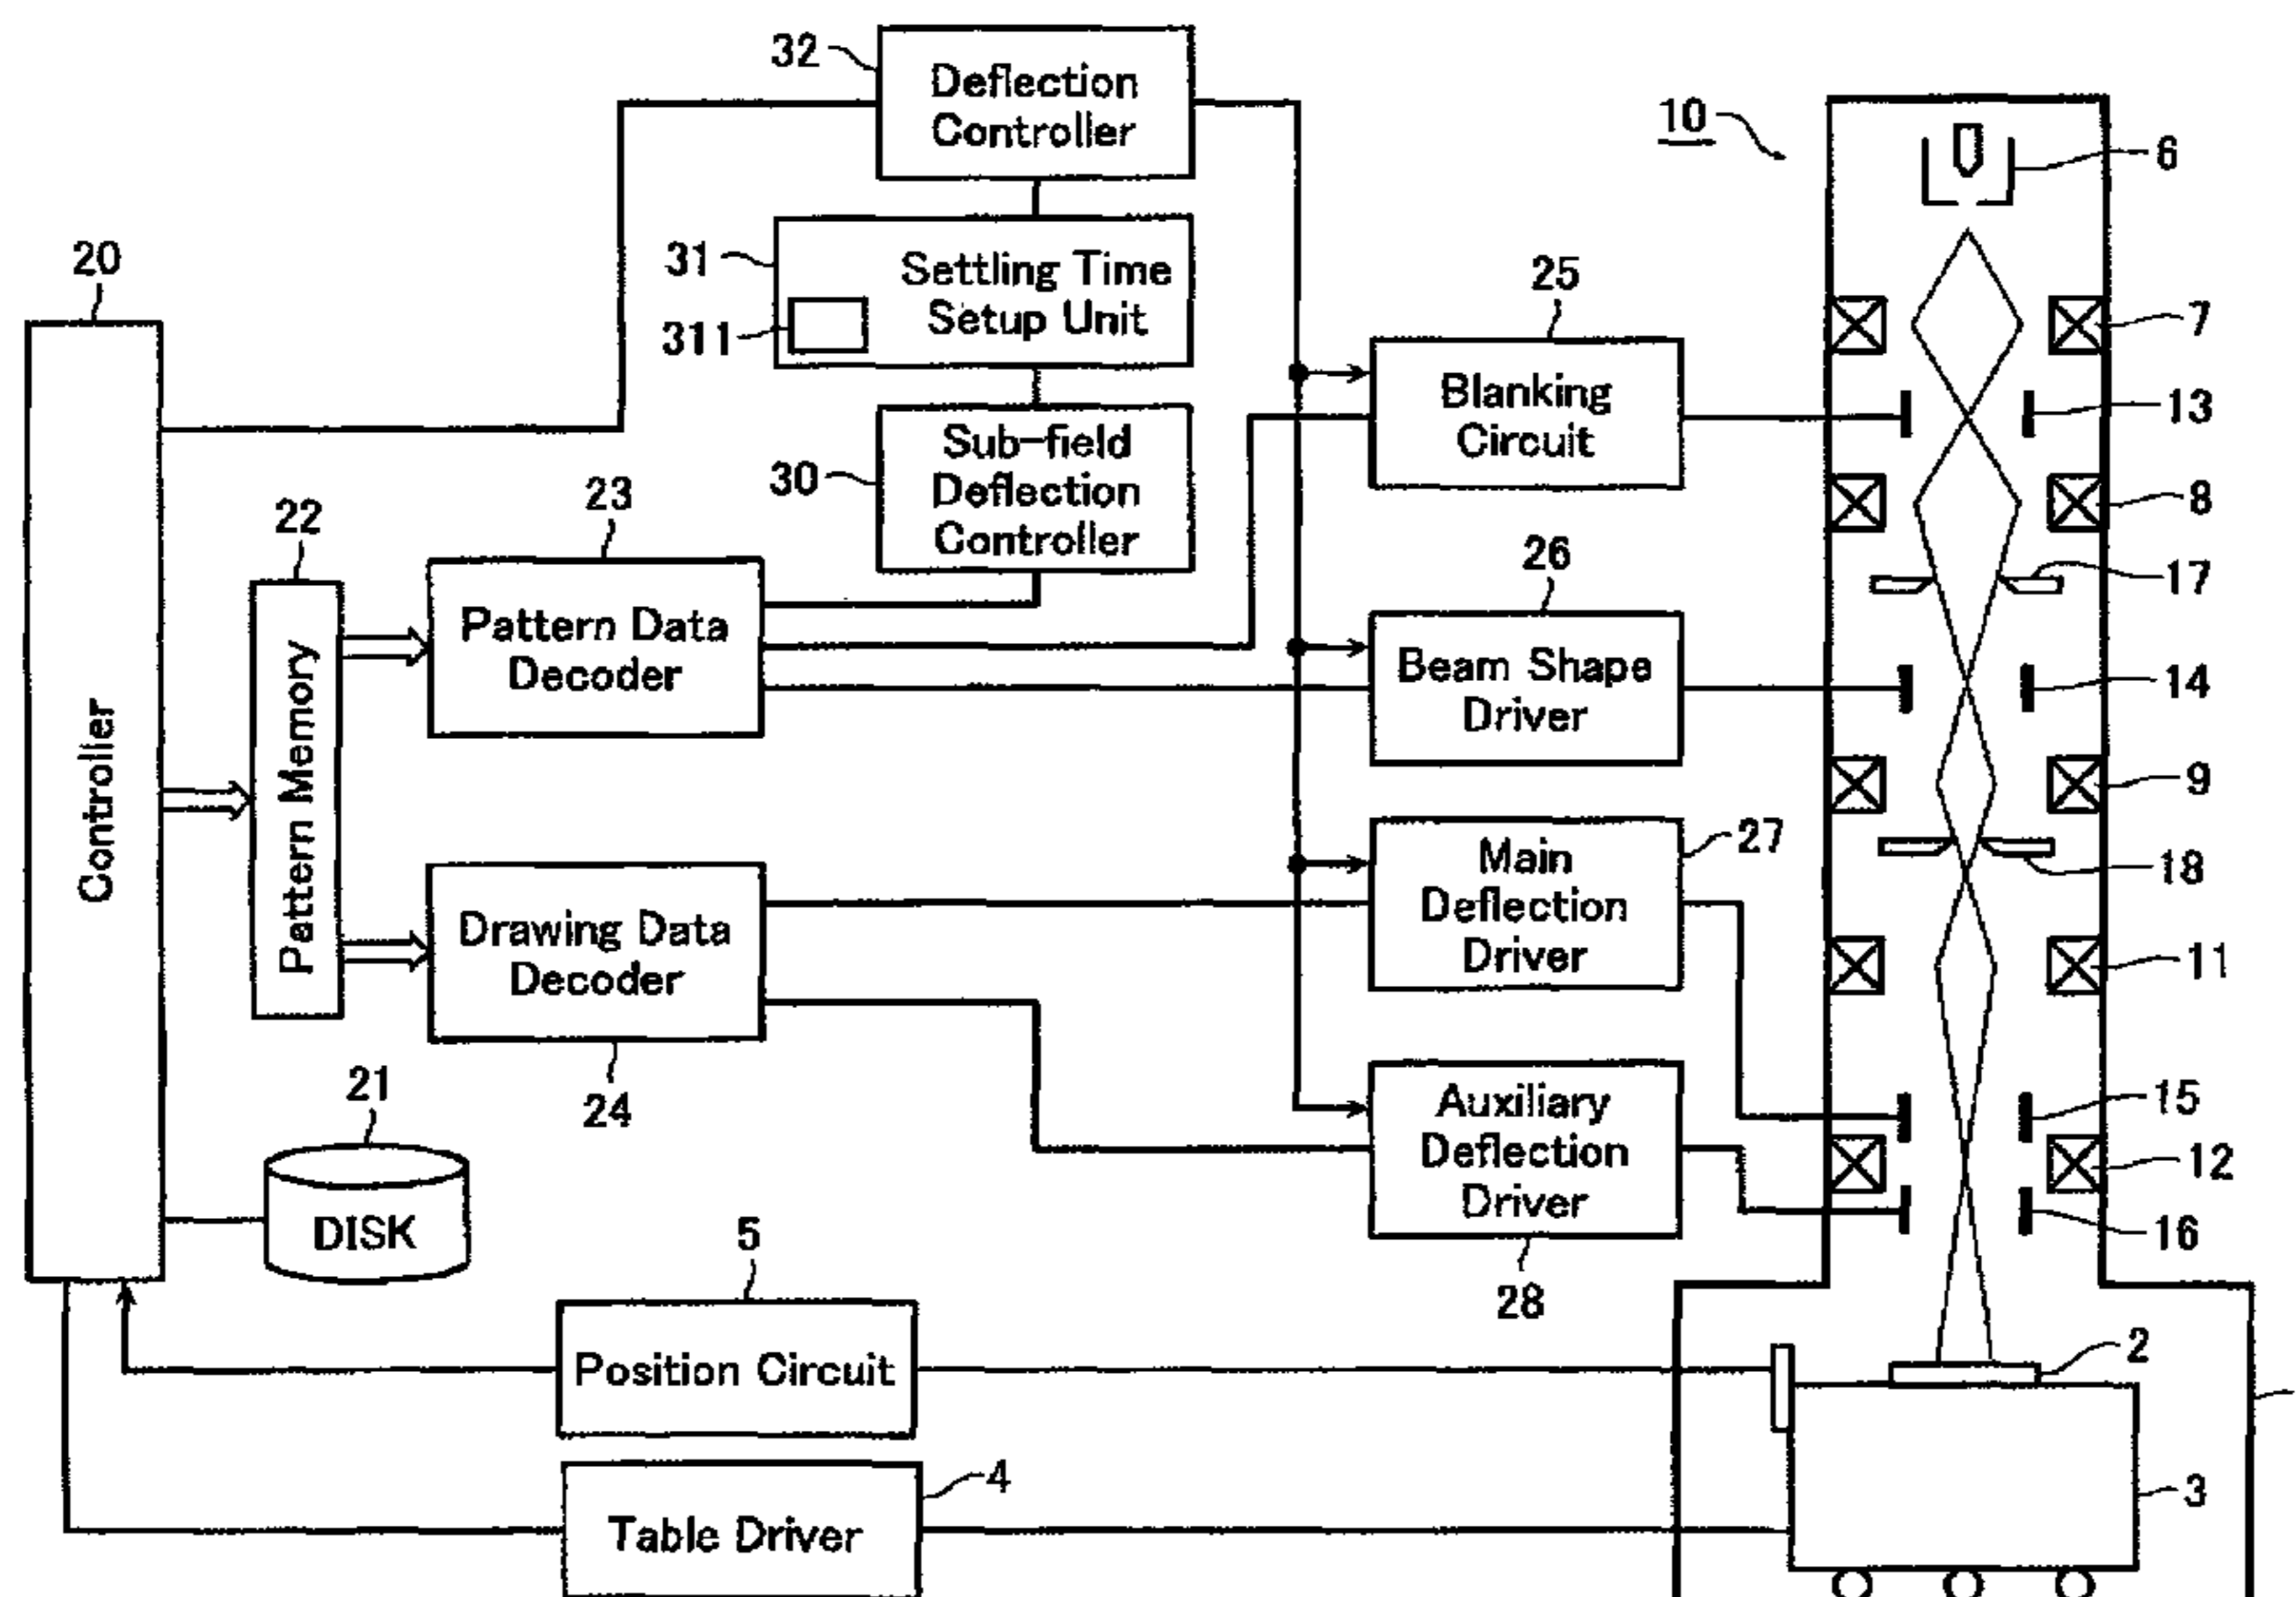 32
Deflection
Controller
10
6
20
31
Settling Time
Setup Unit
311
25
7
Blanking
Circuit
13
30
Sub-field
Deflection
Controller
8
22
23
26
17
Pattern Data
Decoder
Beam Shape
Driver
14
Controller
Pattern Memory
9
27
Main
Deflection
Driver
18
Drawing Data
Decoder
11
24
21
DISK
Auxiliary
Deflection
Driver
15
12
16
28
5
Position Circuit
2
4
Table Driver
3